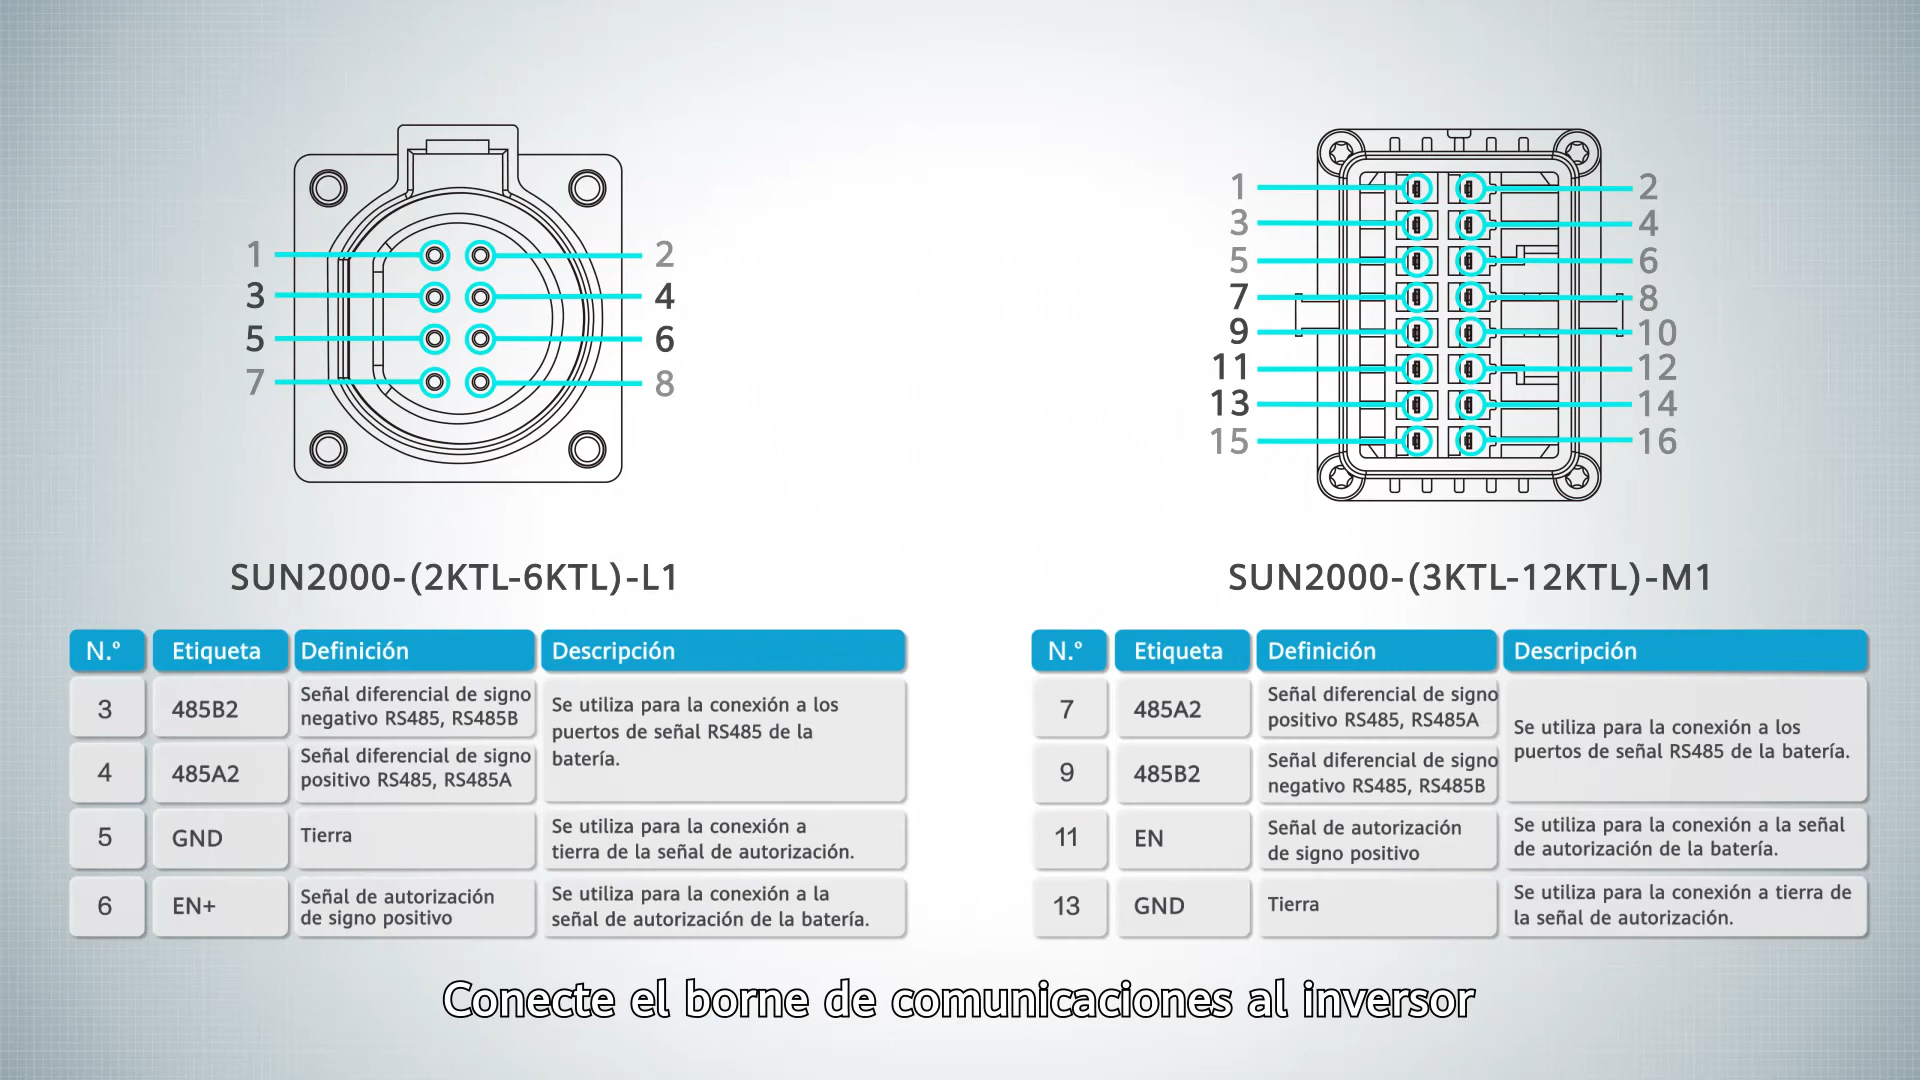 1 2
3 4
5 6
7 8
SUN2000-(2KTL-6KTL)-L1
N.º Etiqueta Definición Descripción
3 485B2 Señal diferencial de signo
negativo RS485, RS485B
Se utiliza para la conexión a los
puertos de señal RS485 de la
batería.
4 485A2 Señal diferencial de signo
positivo RS485, RS485A
5 GND Tierra
Se utiliza para la conexión a
tierra de la señal de autorización.
6 EN+ Señal de autorización
de signo positivo
Se utiliza para la conexión a la
señal de autorización de la batería.
1 2
3 4
5 6
7 8
9 10
11 12
13 14
15 16
SUN2000-(3KTL-12KTL)-M1
N.º Etiqueta Definición Descripción
7 485A2 Señal diferencial de signo
positivo RS485, RS485A
Se utiliza para la conexión a los
puertos de señal RS485 de la batería.
9 485B2 Señal diferencial de signo
negativo RS485, RS485B
11 EN Señal de autorización
de signo positivo
Se utiliza para la conexión a la señal
de autorización de la batería.
13 GND Tierra
Se utiliza para la conexión a tierra de
la señal de autorización.
Conecte el borne de comunicaciones al inversor